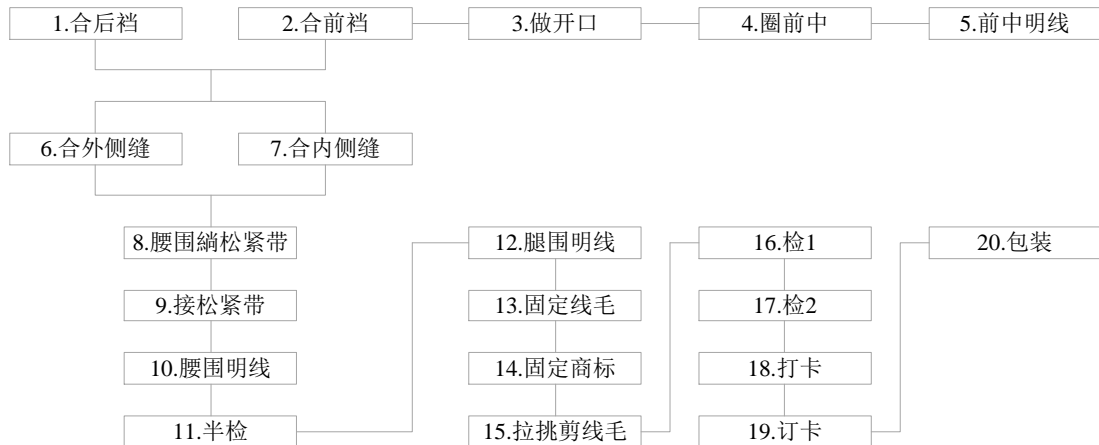 1.合后裆
2.合前裆
3.做开口
4.圈前中
5.前中明线
6.合外侧缝
7.合内侧缝
8.腰围緔松紧带
9.接松紧带
10.腰围明线
11.半检
12.腿围明线
13.固定线毛
14.固定商标
15.拉挑剪线毛
16.检1
17.检2
18.打卡
19.订卡
20.包装